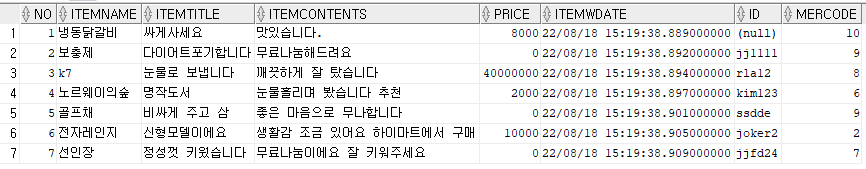 NO ITEMNAME ITEMTITLE ITEMCONTENTS PRICE ITEMWDATE ID MERCODE
1 1 냉동닭갈비 싸게사세요 맛있습니다. 8000 22/08/18 15:19:38.889000000 (null) 10
2 2 보충제 다이어트포기합니다 무료나눔해드려요 0 22/08/18 15:19:38.892000000 jj1111 9
3 3 k7 눈물로 보냅니다 깨끗하게 잘 탔습니다 40000000 22/08/18 15:19:38.894000000 rla12 8
4 4 노르웨이의숲 명작도서 눈물흘리며 봤습니다 추천 2000 22/08/18 15:19:38.897000000 kim123 6
5 5 골프채 비싸게 주고 삼 좋은 마음으로 무나합니다 0 22/08/18 15:19:38.901000000 ssdde 9
6 6 전자레인지 신형모델이에요 생활감 조금 있어요 하이마트에서 구매 10000 22/08/18 15:19:38.905000000 joker2 2
7 7 선인장 정성껏 키웠습니다 무료나눔이에요 잘 키워주세요 0 22/08/18 15:19:38.909000000 jjfd24 7